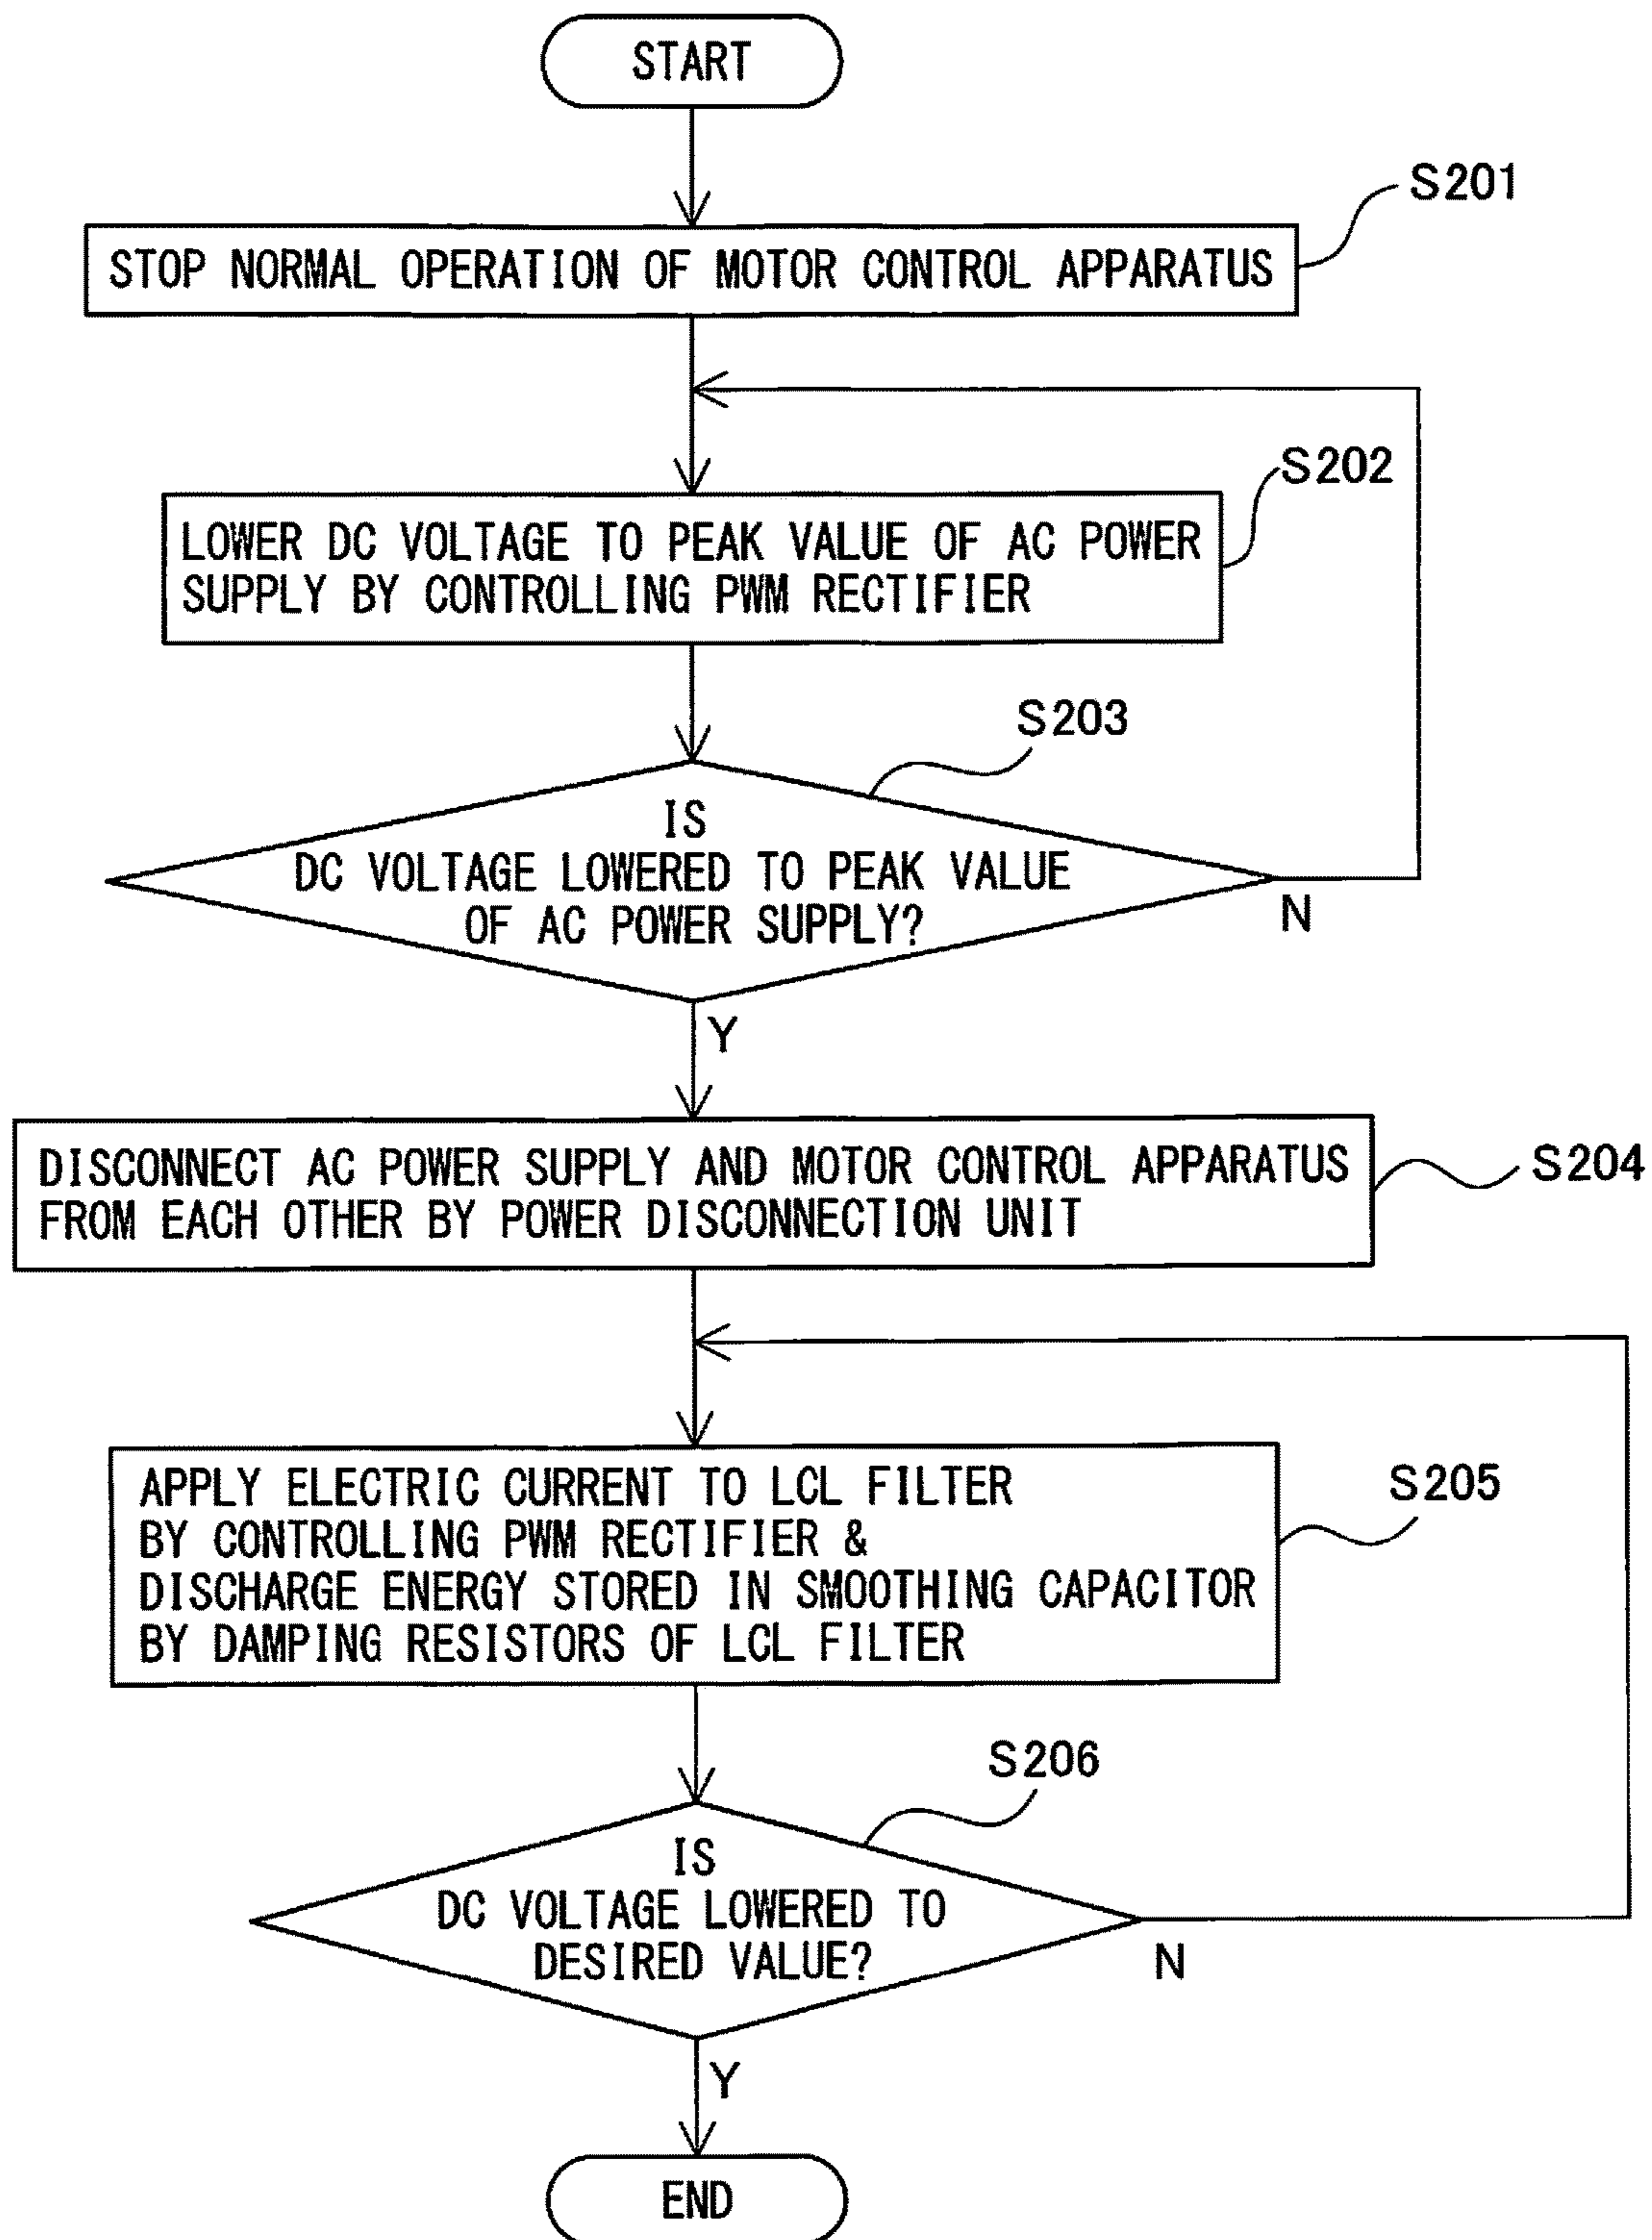 START
S201
STOP NORMAL OPERATION OF MOTOR CONTROL APPARATUS
S202
LOWER DC VOLTAGE TO PEAK VALUE OF AC POWER
SUPPLY BY CONTROLLING PWM RECTIFIER
S203
IS
DC VOLTAGE LOWERED TO PEAK VALUE
OF AC POWER SUPPLY?
N
Y
DISCONNECT AC POWER SUPPLY AND MOTOR CONTROL APPARATUS
FROM EACH OTHER BY POWER DISCONNECTION UNIT
S204
APPLY ELECTRIC CURRENT TO LCL FILTER
BY CONTROLLING PWM RECTIFIER &
DISCHARGE ENERGY STORED IN SMOOTHING CAPACITOR
BY DAMPING RESISTORS OF LCL FILTER
S205
S206
IS
DC VOLTAGE LOWERED TO
DESIRED VALUE?
N
Y
END